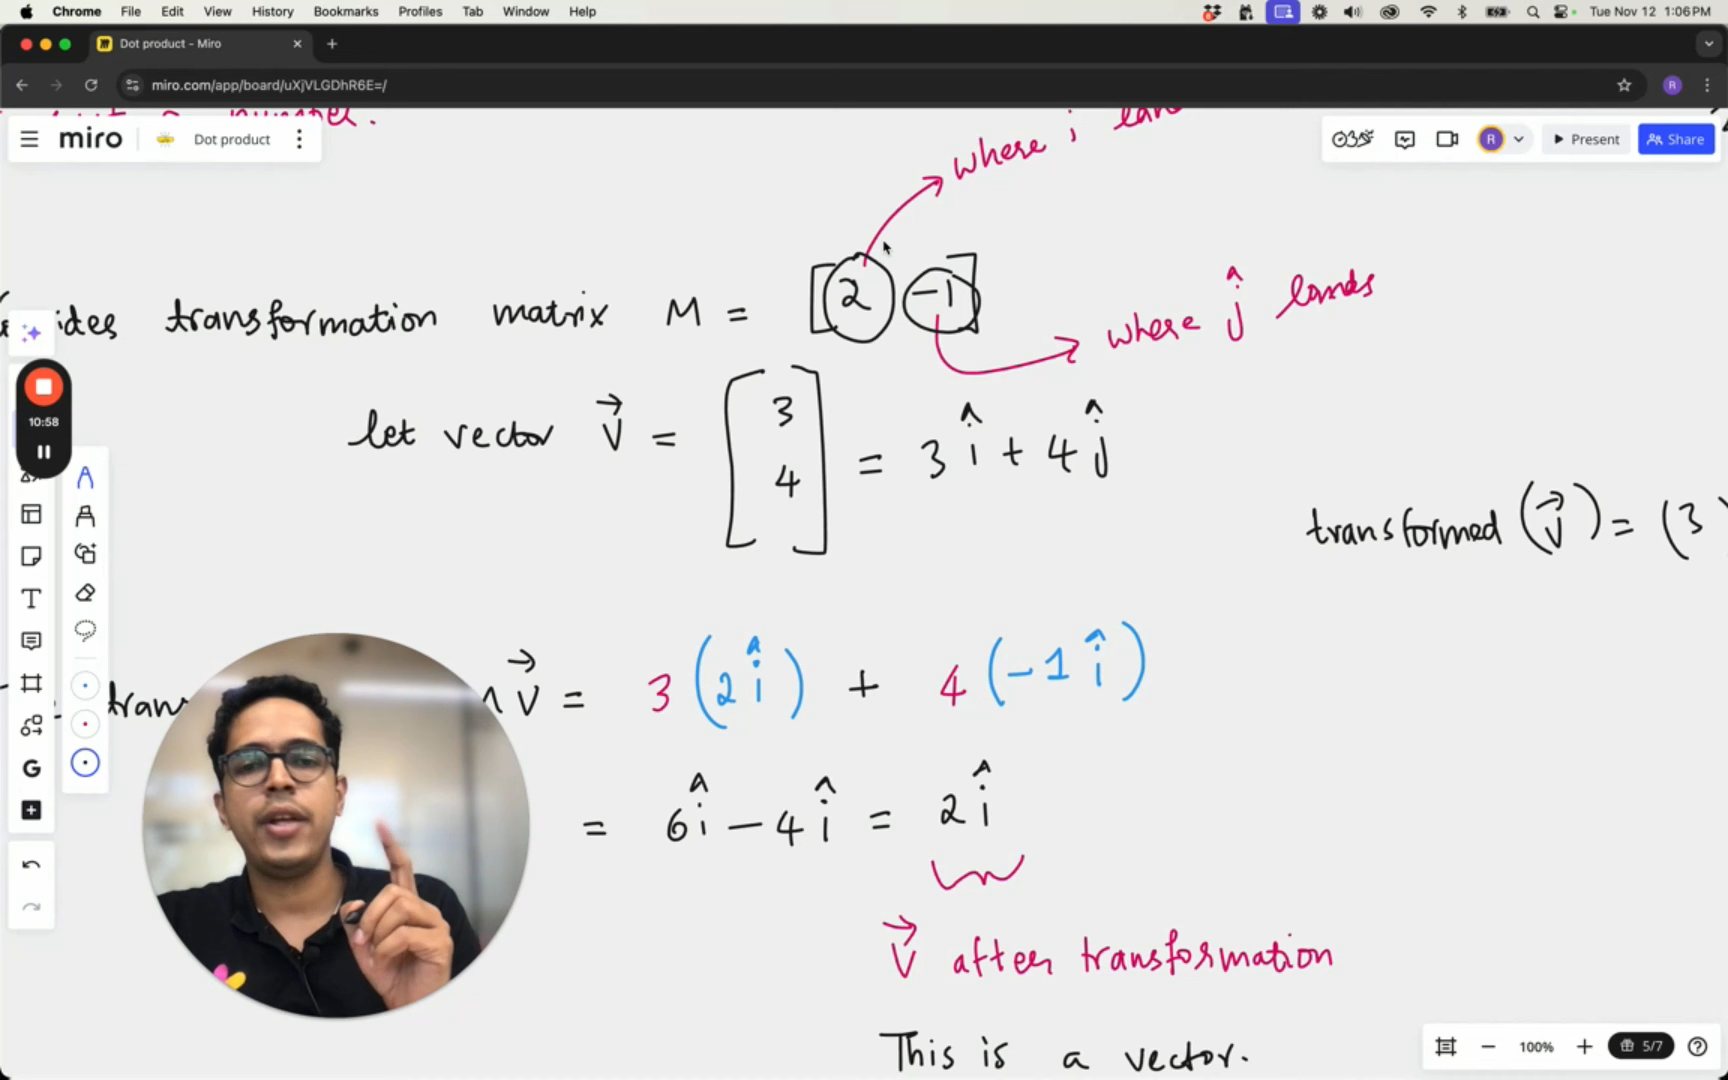 Chrome File Edit View History Bookmarks Profiles Tab Window Help Tue Nov 12 1:06 PM
Dot product - Miro
miro.com/app/board/uXjVLGDhR6E=/
R
number.
miro Dot product
R Present Share
where i
matrix M = [2 -1]
transformation
where ĵ lands
10:58
let vector v⃗ = [3 4] = 3î + 4ĵ
transformed (v⃗) = (3
v⃗ = 3(2î) + 4(-1î)
= 6î - 4î = 2î
v⃗ after transformation
This is a vector.
T
G
100% 5/7